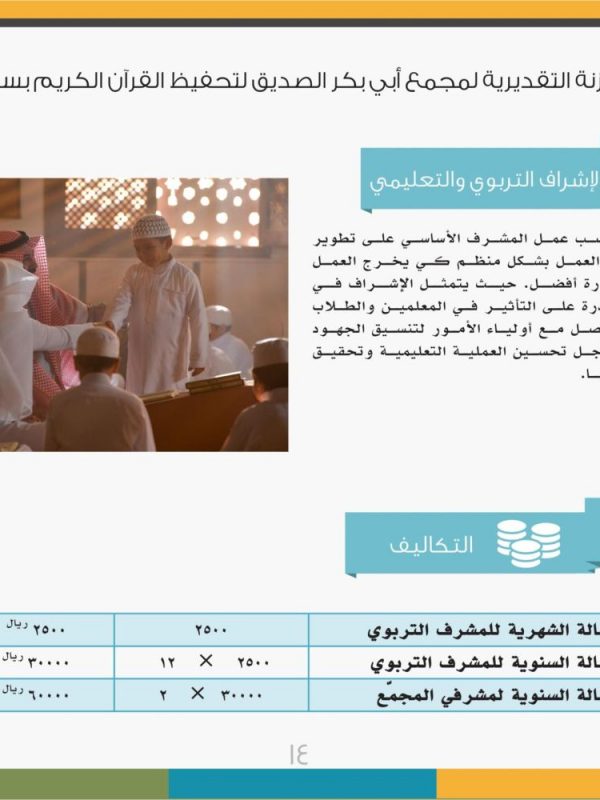 زنة التقديرية لمجمع أبي بكر الصديق لتحفيظ القرآن الكريم بس
لإشراف التربوي والتعليمي
سب عمل المشرف الأساسي على تطوير
العمل بشكل منظم كي يخرج العمل
رة أفضل. حيث يتمثل الإشراف في
درة على التأثير في المعلمين والطلاب
صل مع أولياء الأمور لتنسيق الجهود
جل تحسين العملية التعليمية وتحقيق
ا.
التكاليف
الة الشهرية للمشرف التربوي ٢٥٠٠ ٢٥٠٠ ريال
الة السنوية للمشرف التربوي ٢٥٠٠ × ١٢ ٣٠٠٠٠ ريال
الة السنوية لمشرفي المجمّع ٣٠٠٠٠ × ٢ ٦٠٠٠٠ ريال
١٤